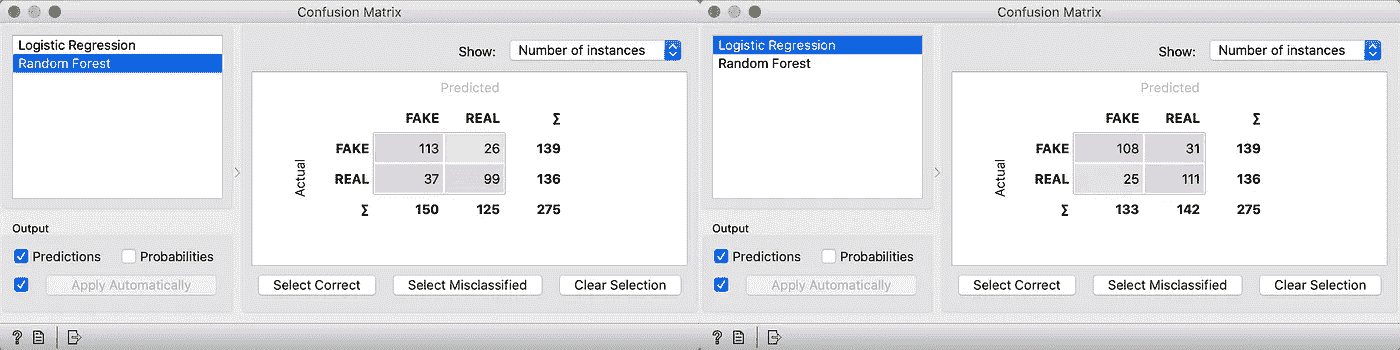 Confusion Matrix
Logistic Regression
Random Forest
Show: Number of instances
Predicted
FAKE REAL Σ
Actual
FAKE 113 26 139
REAL 37 99 136
Σ 150 125 275
Output
Predictions Probabilities
Apply Automatically
Select Correct Select Misclassified Clear Selection
?
Confusion Matrix
Logistic Regression
Random Forest
Show: Number of instances
Predicted
FAKE REAL Σ
Actual
FAKE 108 31 139
REAL 25 111 136
Σ 133 142 275
Output
Predictions Probabilities
Apply Automatically
Select Correct Select Misclassified Clear Selection
?